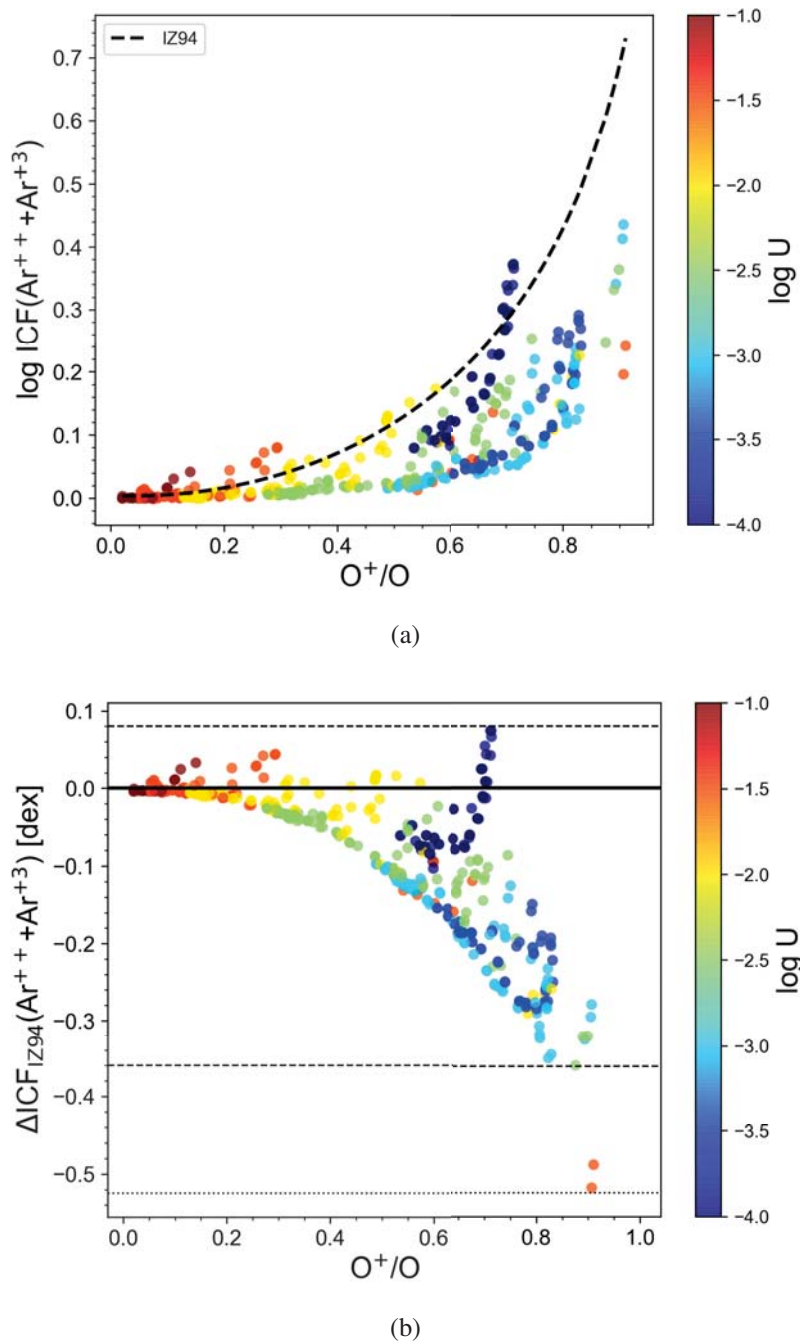 IZ94
0.7
0.6
0.5
0.4
0.3
0.2
0.1
0.0
log ICF(Ar⁺⁺+Ar⁺³)
0.0 0.2 0.4 0.6 0.8
O⁺/O
-1.0
-1.5
-2.0
-2.5
-3.0
-3.5
-4.0
log U
(a)
0.1
0.0
-0.1
-0.2
-0.3
-0.4
-0.5
ΔICF_IZ94(Ar⁺⁺+Ar⁺³) [dex]
0.0 0.2 0.4 0.6 0.8 1.0
O⁺/O
-1.0
-1.5
-2.0
-2.5
-3.0
-3.5
-4.0
log U
(b)